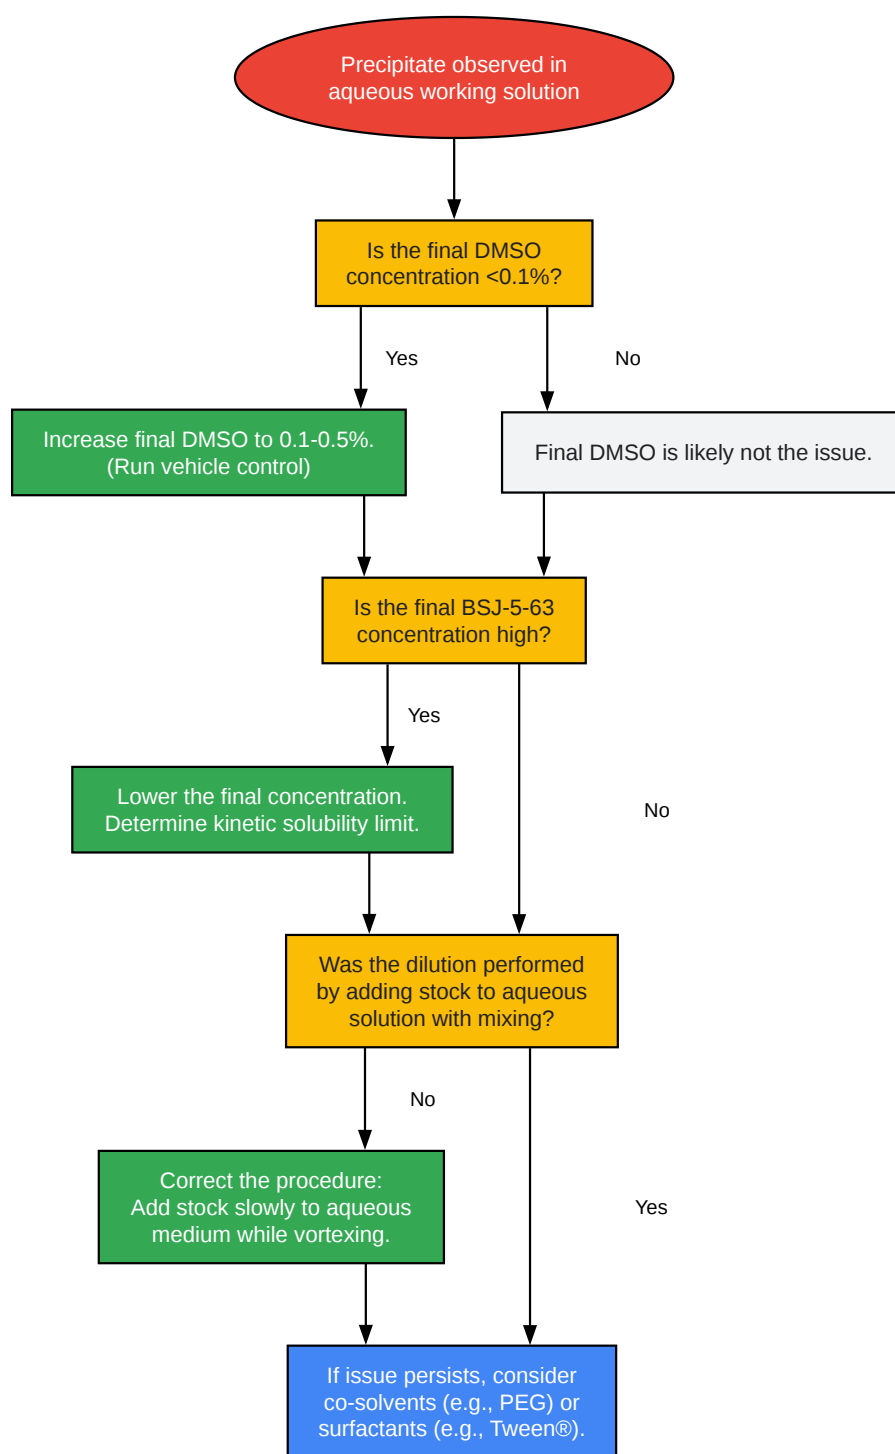 Precipitate observed in
aqueous working solution
Is the final DMSO
concentration <0.1%?
Yes
No
Increase final DMSO to 0.1-0.5%.
(Run vehicle control)
Final DMSO is likely not the issue.
Is the final BSJ-5-63
concentration high?
Yes
Lower the final concentration.
Determine kinetic solubility limit.
No
Was the dilution performed
by adding stock to aqueous
solution with mixing?
No
Correct the procedure:
Add stock slowly to aqueous
medium while vortexing.
Yes
If issue persists, consider
co-solvents (e.g., PEG) or
surfactants (e.g., Tween®).